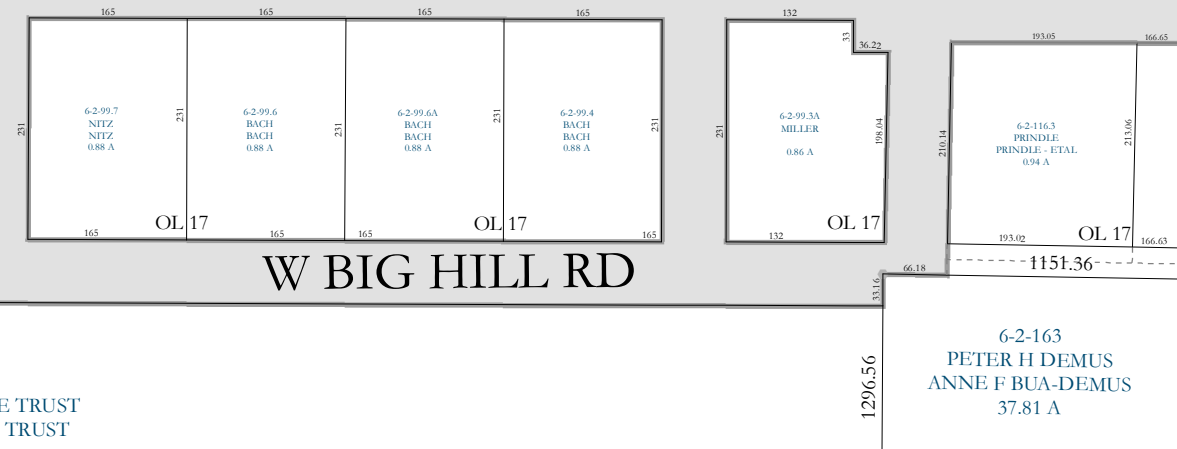 165
165
165
165
132
33
36.22
193.05
166.65
231
6-2-99.7
NITZ
NITZ
0.88 A
231
6-2-99.6
BACH
BACH
0.88 A
231
6-2-99.6A
BACH
BACH
0.88 A
231
6-2-99.4
BACH
BACH
0.88 A
231
231
6-2-99.3A
MILLER
0.86 A
198.04
210.14
6-2-116.3
PRINDLE
PRINDLE - ETAL
0.94 A
213.06
OL 17
OL 17
OL 17
OL 17
165
165
165
165
132
193.02
166.63
W BIG HILL RD
66.18
1151.36
33.16
1296.56
6-2-163
PETER H DEMUS
ANNE F BUA-DEMUS
37.81 A
E TRUST
TRUST